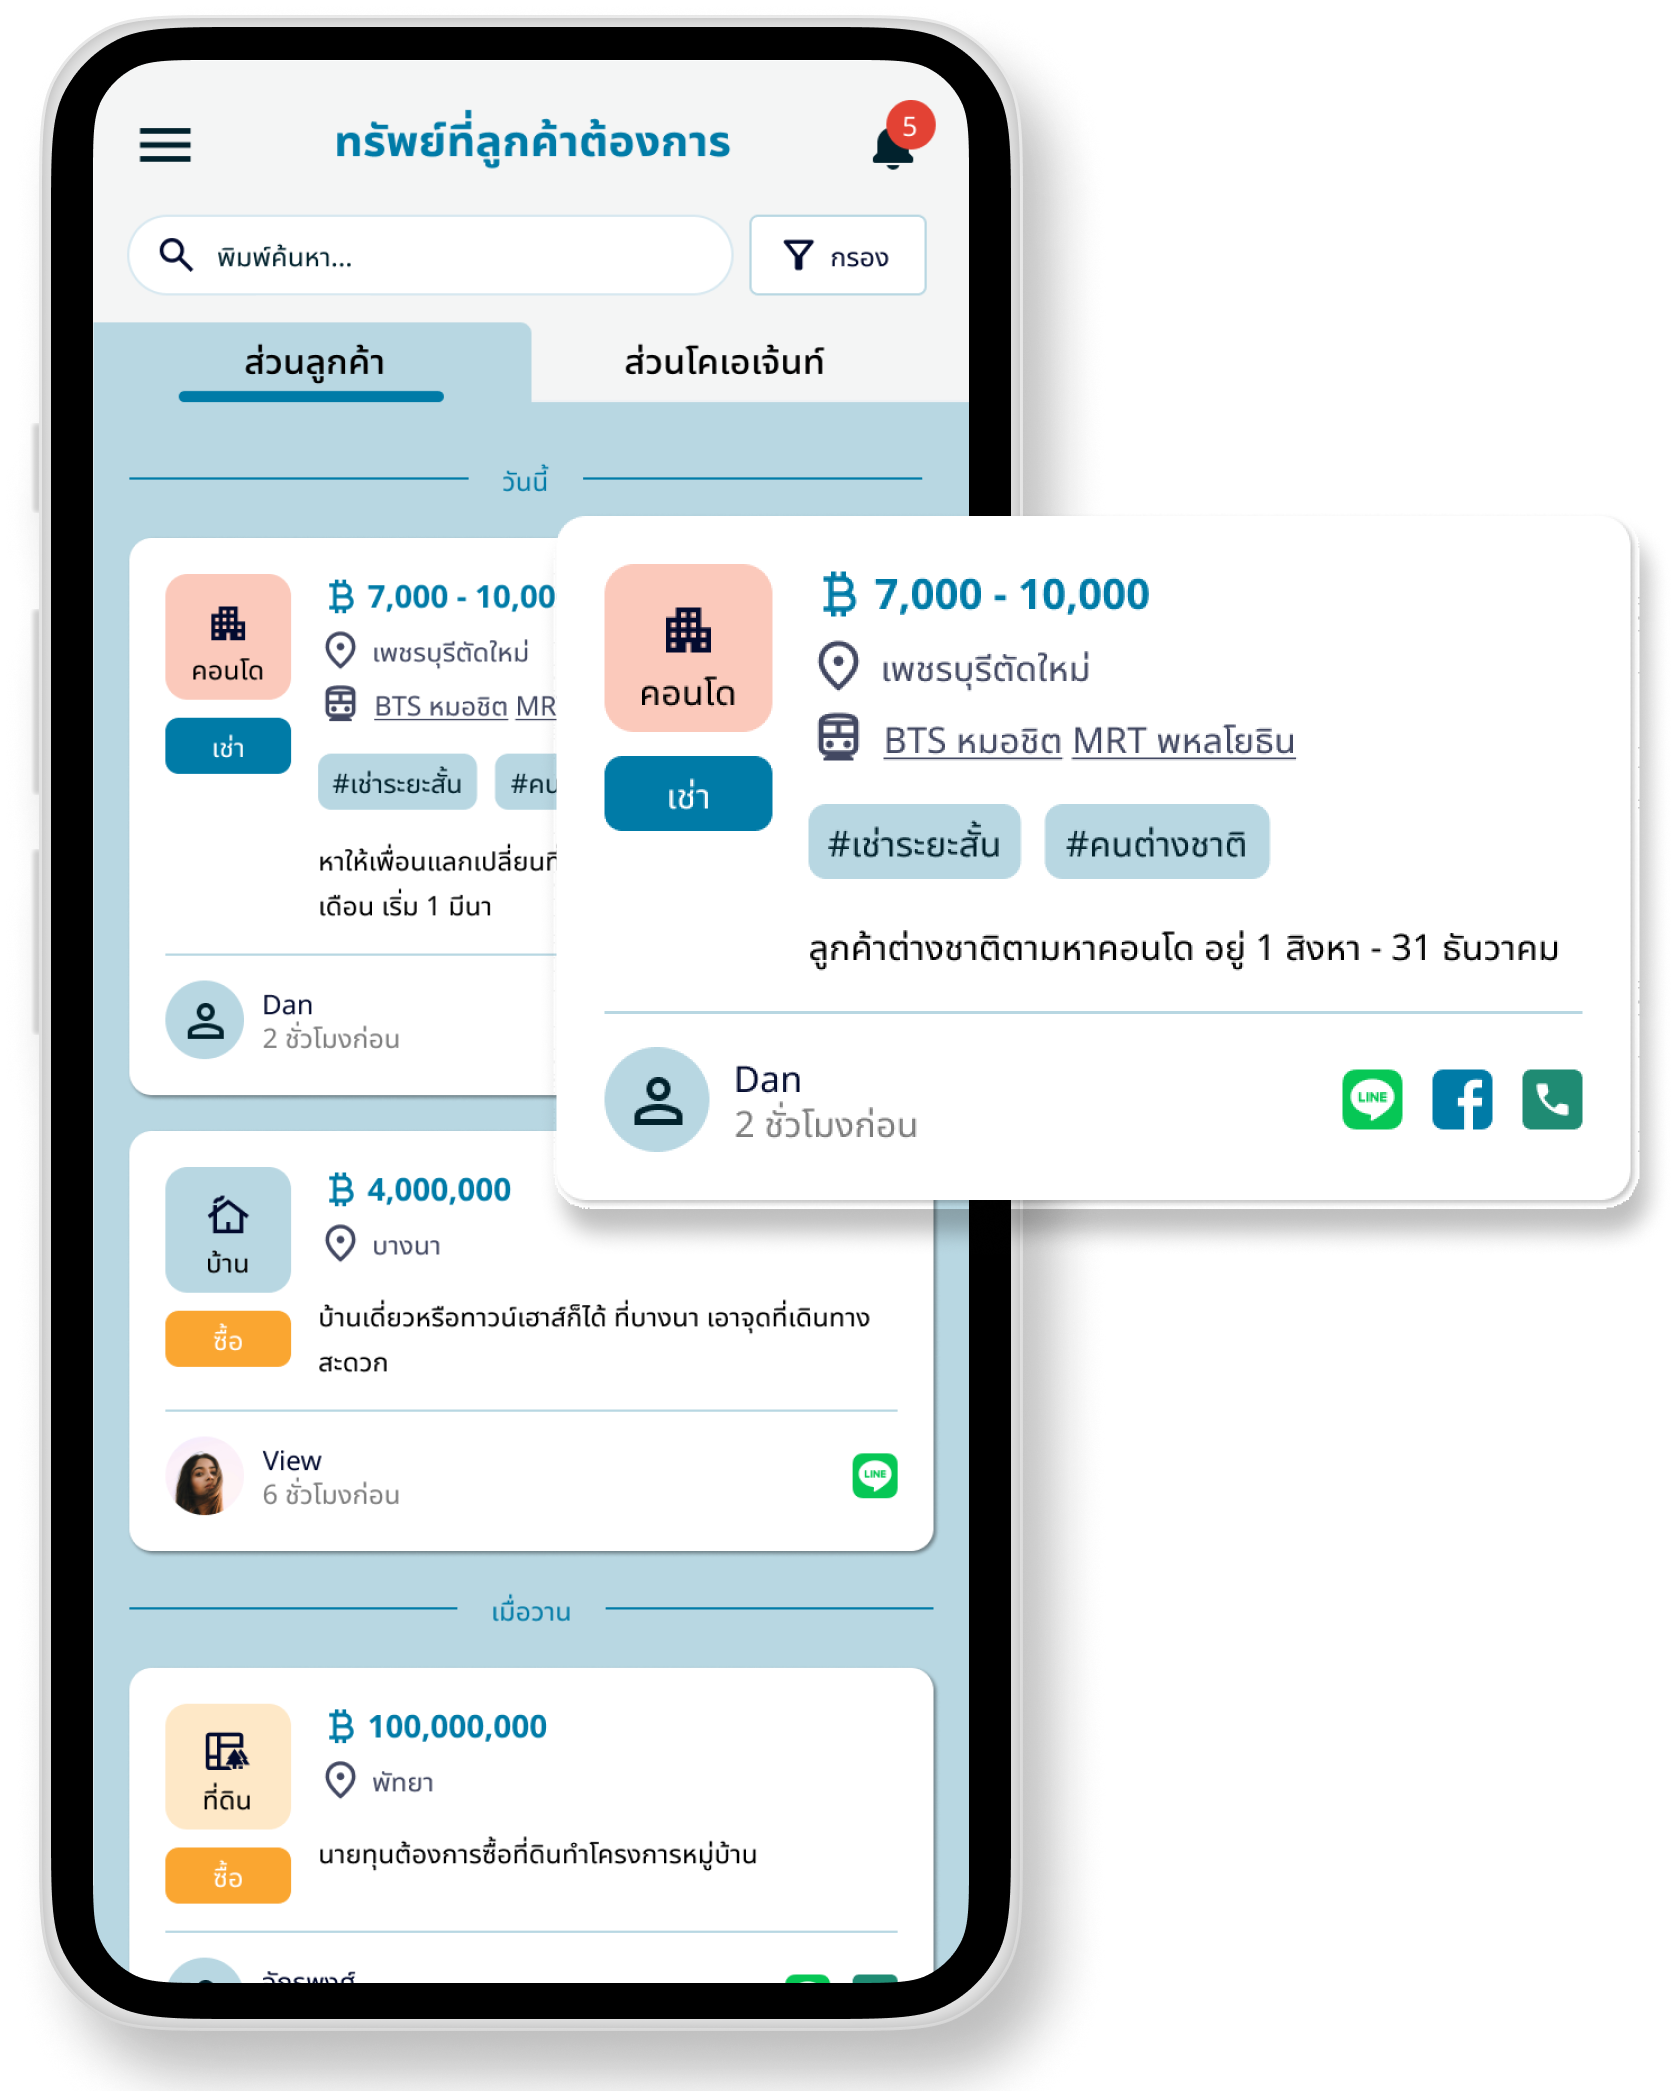 ทรัพย์ที่ลูกค้าต้องการ
5
พิมพ์ค้นหา...
กรอง
ส่วนลูกค้า
ส่วนโคเอเจ้นท์
วันนี้
คอนโด
เช่า
7,000 - 10,00
เพชรบุรีตัดใหม่
BTS หมอชิต MR
#เช่าระยะสั้น
#คน
หาให้เพื่อนแลกเปลี่ยนที่
เดือน เริ่ม 1 มีนา
Dan
2 ชั่วโมงก่อน
คอนโด
เช่า
7,000 - 10,000
เพชรบุรีตัดใหม่
BTS หมอชิต MRT พหลโยธิน
#เช่าระยะสั้น
#คนต่างชาติ
ลูกค้าต่างชาติตามหาคอนโด อยู่ 1 สิงหา - 31 ธันวาคม
Dan
2 ชั่วโมงก่อน
LINE
บ้าน
ซื้อ
4,000,000
บางนา
บ้านเดี่ยวหรือทาวน์เฮาส์ก็ได้ ที่บางนา เอาจุดที่เดินทาง
สะดวก
View
6 ชั่วโมงก่อน
LINE
เมื่อวาน
ที่ดิน
ซื้อ
100,000,000
พัทยา
นายทุนต้องการซื้อที่ดินทำโครงการหมู่บ้าน